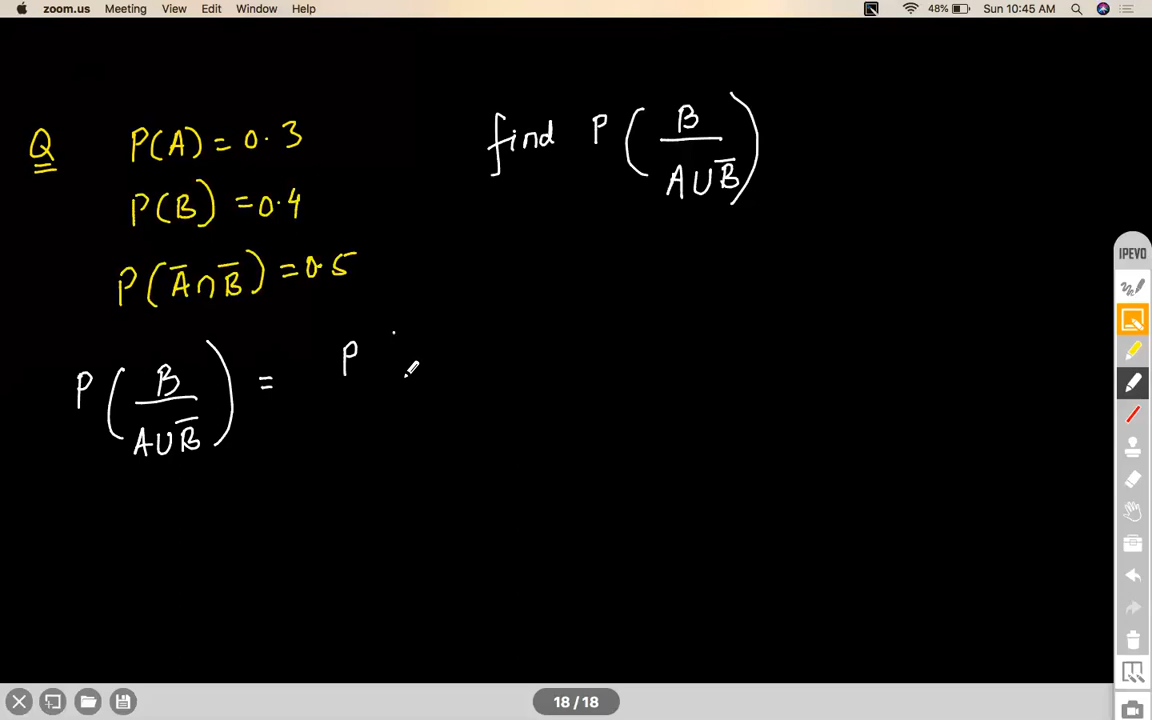 zoom.us Meeting View Edit Window Help 48% Sun 10:45 AM
Q P(A) = 0.3 find P(B/A∪B̅)
P(B) = 0.4
P(A̅∩B̅) = 0.5
P(B/A∪B̅) = P
IPEVO
18 / 18